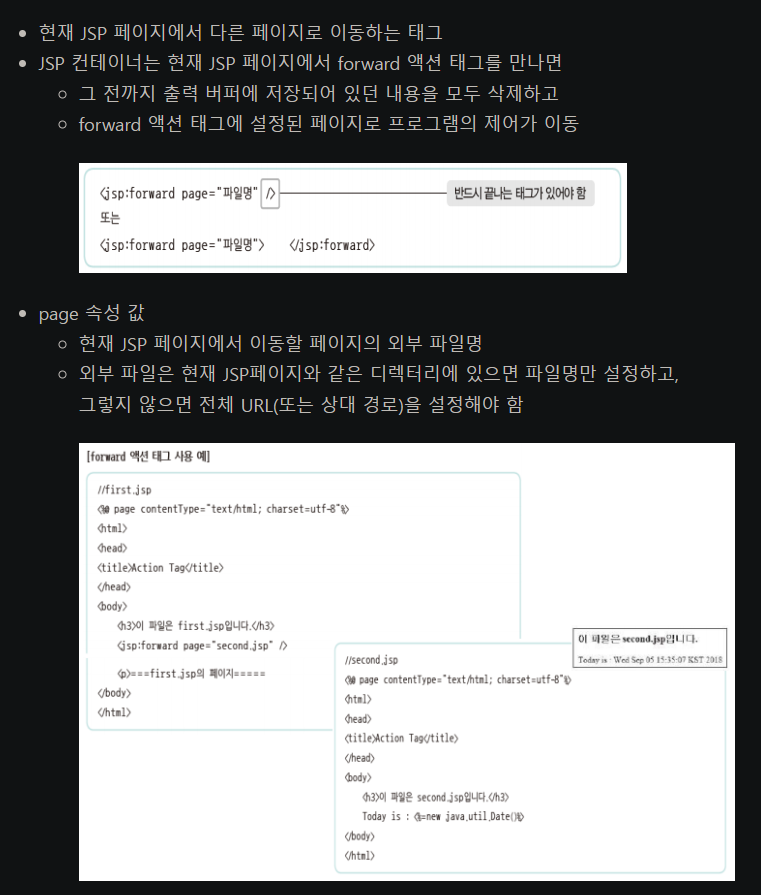 현재 JSP 페이지에서 다른 페이지로 이동하는 태그
JSP 컨테이너는 현재 JSP 페이지에서 forward 액션 태그를 만나면
그 전까지 출력 버퍼에 저장되어 있던 내용을 모두 삭제하고
forward 액션 태그에 설정된 페이지로 프로그램의 제어가 이동
<jsp:forward page="파일명" /> 반드시 끝나는 태그가 있어야 함
또는
<jsp:forward page="파일명"> </jsp:forward>
page 속성 값
현재 JSP 페이지에서 이동할 페이지의 외부 파일명
외부 파일은 현재 JSP페이지와 같은 디렉터리에 있으면 파일명만 설정하고,
그렇지 않으면 전체 URL(또는 상대 경로)을 설정해야 함
[forward 액션 태그 사용 예]
//first.jsp
<%@ page contentType="text/html; charset=utf-8"%>
<html>
<head>
<title>Action Tag</title>
</head>
<body>
<h3>이 파일은 first.jsp입니다.</h3>
<jsp:forward page="second.jsp" />
<p>===first.jsp의 페이지=====
</body>
</html>
이 파일은 second.jsp입니다.
Today is : Wed Sep 05 15:35:07 KST 2018
//second.jsp
<%@ page contentType="text/html; charset=utf-8"%>
<html>
<head>
<title>Action Tag</title>
</head>
<body>
<h3>이 파일은 second.jsp입니다.</h3>
Today is : <%=new java.util.Date()%>
</body>
</html>